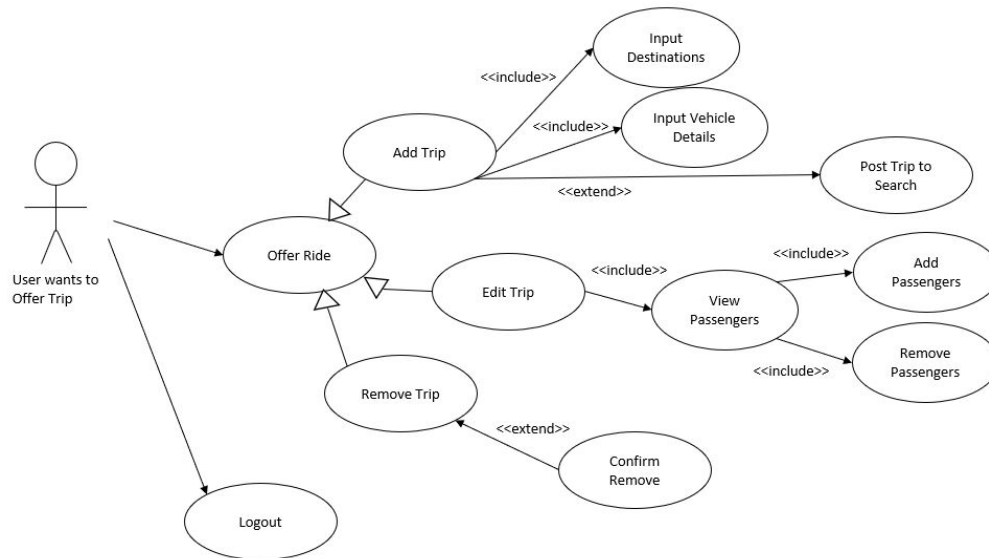 Input
Destinations
<<include>>
Input Vehicle
Details
<<include>>
Add Trip
Post Trip to
Search
<<extend>>
User wants to
Offer Trip
Offer Ride
Add
Passengers
<<include>>
<<include>>
Edit Trip
View
Passengers
Remove
Passengers
<<include>>
Remove Trip
<<extend>>
Confirm
Remove
Logout